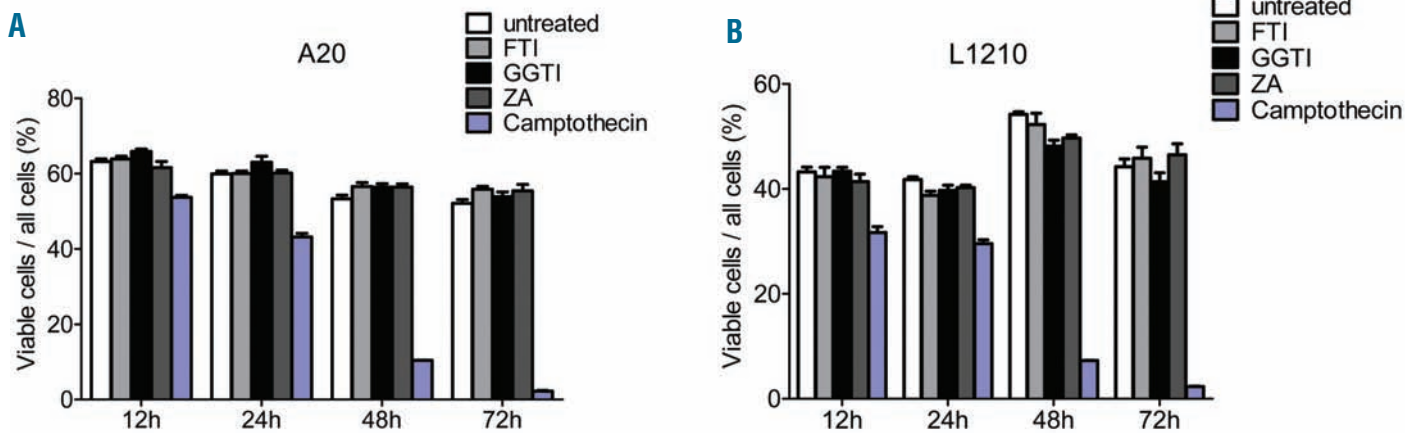 A
A20
untreated
FTI
GGTI
ZA
Camptothecin
Viable cells / all cells (%)
80
60
40
20
0
12h
24h
48h
72h
B
L1210
untreated
FTI
GGTI
ZA
Camptothecin
Viable cells / all cells (%)
60
40
20
0
12h
24h
48h
72h